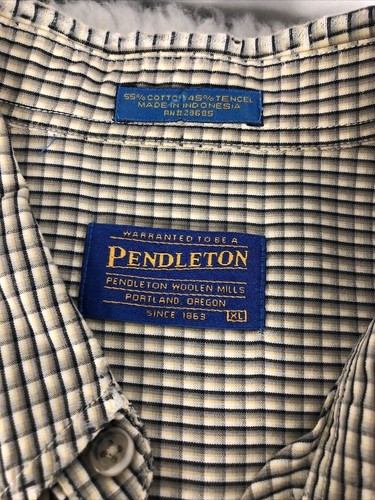 55% COTTON 45% TENCEL
MADE IN INDONESIA
RN#29685
WARRANTED TO BE A
PENDLETON
PENDLETON WOOLEN MILLS
PORTLAND, OREGON
SINCE 1863 XL